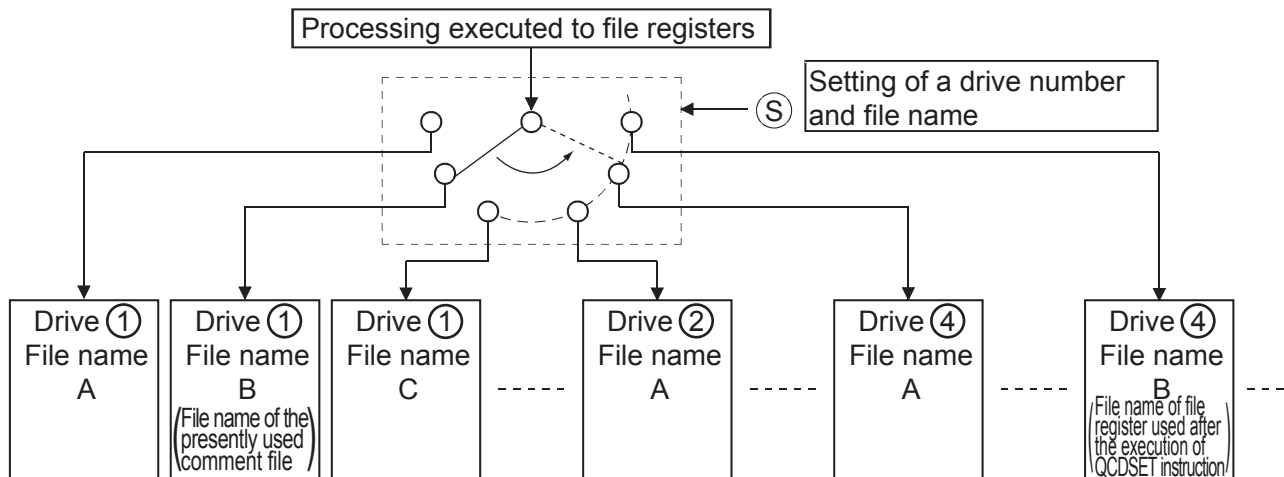 Processing executed to file registers
S
Setting of a drive number
and file name
Drive ①
File name
A
Drive ①
File name
B
(File name of the
presently used
comment file)
Drive ①
File name
C
Drive ②
File name
A
Drive ④
File name
A
Drive ④
File name
B
(File name of file
register used after
the execution of
QCDSET instruction)